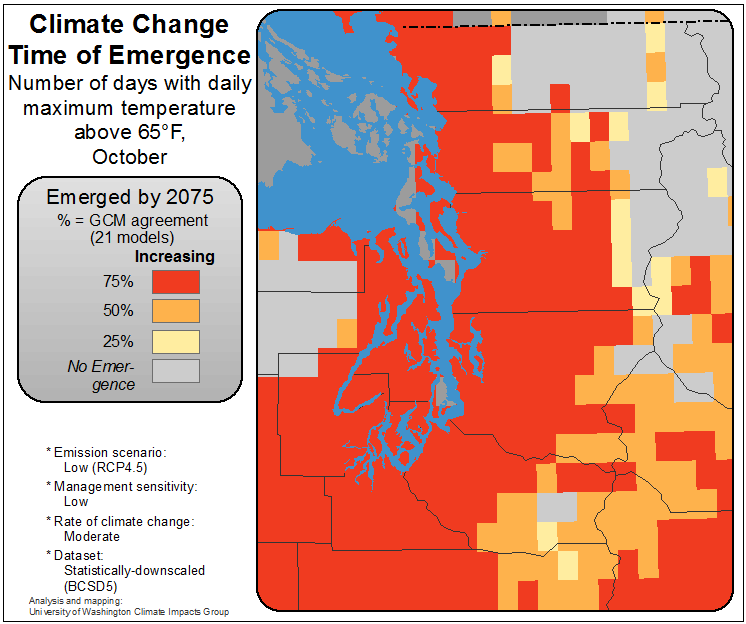 Climate Change
Time of Emergence
Number of days with daily
maximum temperature
above 65°F,
October
Emerged by 2075
% = GCM agreement
(21 models)
Increasing
75%
50%
25%
No Emer-
gence
* Emission scenario:
Low (RCP4.5)
* Management sensitivity:
Low
* Rate of climate change:
Moderate
* Dataset:
Statistically-downscaled
(BCSD5)
Analysis and mapping:
University of Washington Climate Impacts Group